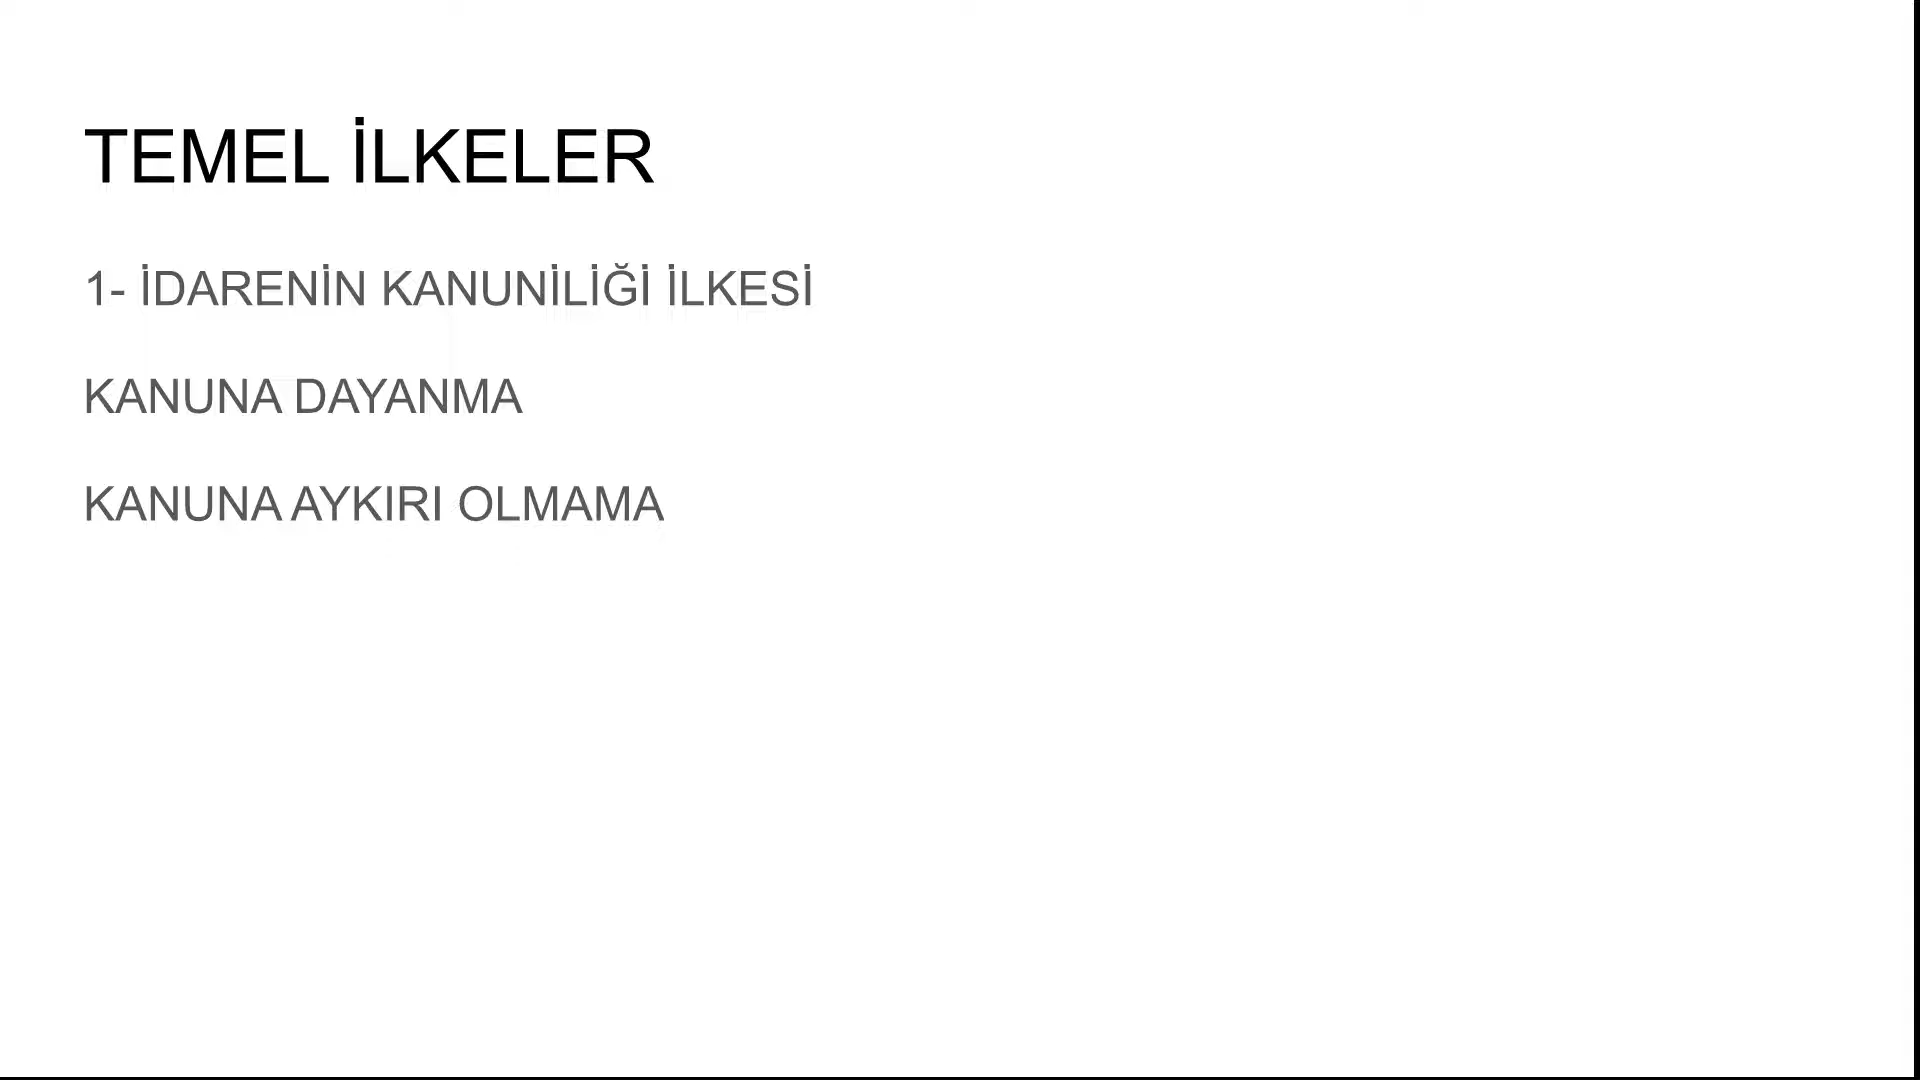 TEMEL İLKELER
1- İDARENİN KANUNİLİĞİ İLKESİ
KANUNA DAYANMA
KANUNA AYKIRI OLMAMA